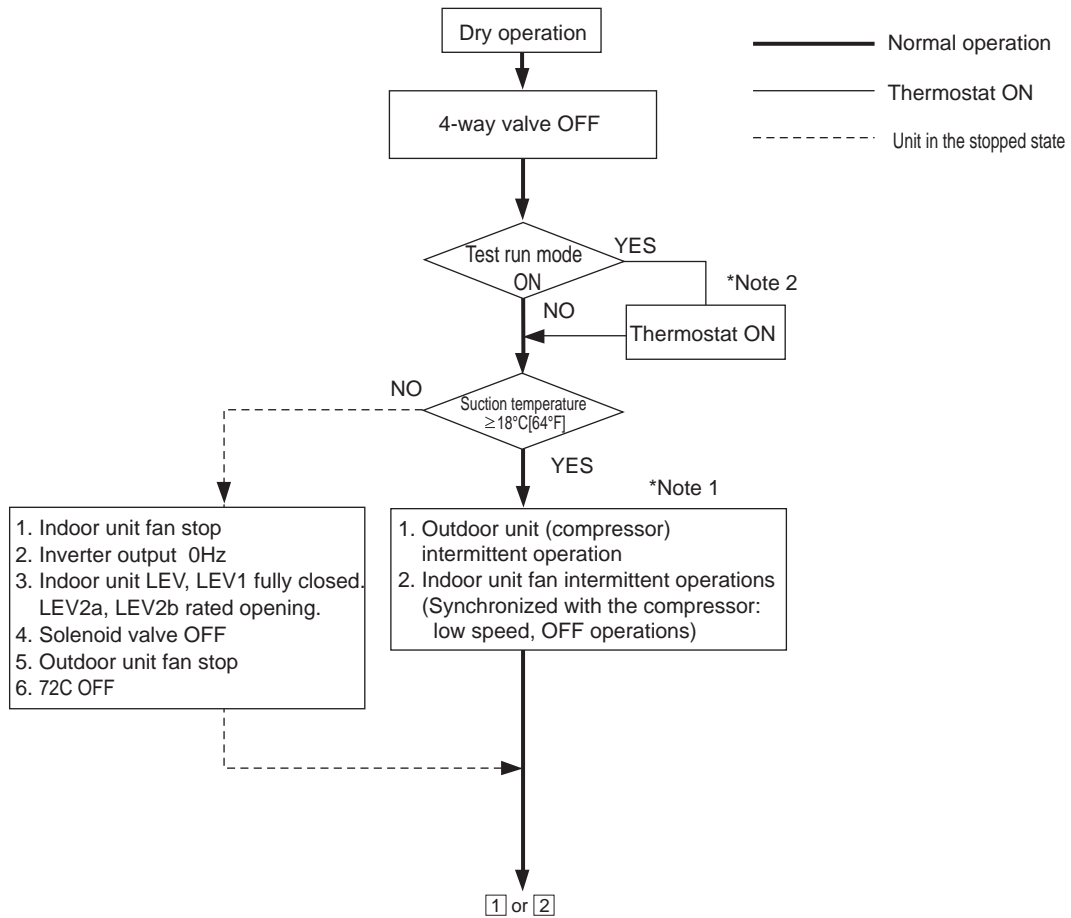 Dry operation
Normal operation
Thermostat ON
Unit in the stopped state
4-way valve OFF
Test run mode
ON
YES
*Note 2
NO
Thermostat ON
NO
Suction temperature
≥18°C[64°F]
YES
*Note 1
1. Indoor unit fan stop
2. Inverter output 0Hz
3. Indoor unit LEV, LEV1 fully closed.
LEV2a, LEV2b rated opening.
4. Solenoid valve OFF
5. Outdoor unit fan stop
6. 72C OFF
1. Outdoor unit (compressor)
intermittent operation
2. Indoor unit fan intermittent operations
(Synchronized with the compressor:
low speed, OFF operations)
1 or 2